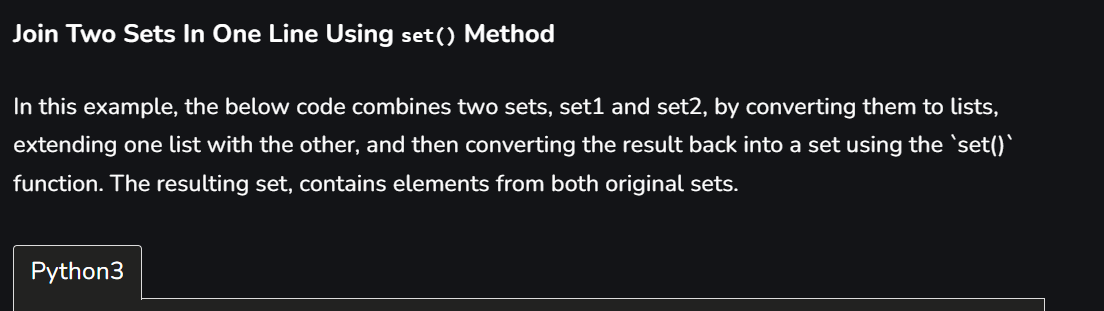 Join Two Sets In One Line Using set() Method
In this example, the below code combines two sets, set1 and set2, by converting them to lists,
extending one list with the other, and then converting the result back into a set using the `set()`
function. The resulting set, contains elements from both original sets.
Python3